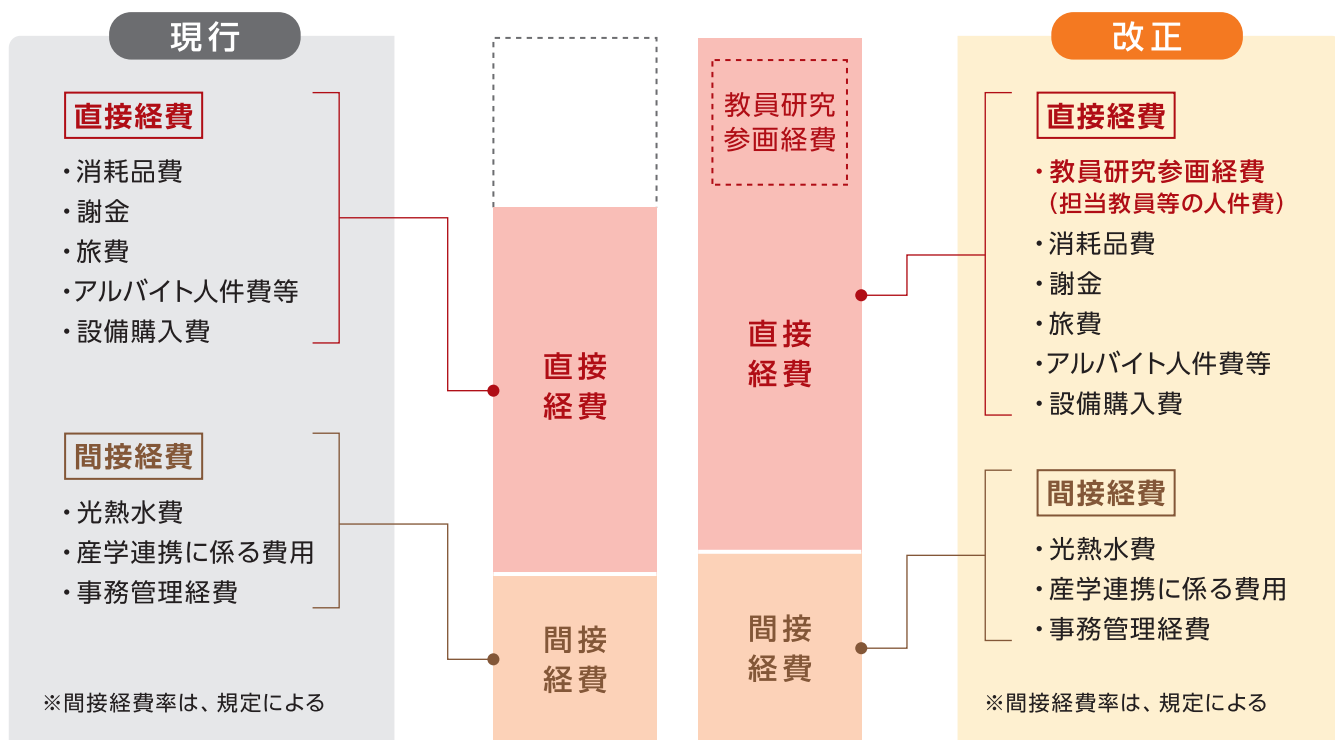 現行
直接経費
・消耗品費
・謝金
・旅費
・アルバイト人件費等
・設備購入費
間接経費
・光熱水費
・産学連携に係る費用
・事務管理経費
※間接経費率は、規定による
直接
経費
間接
経費
教員研究
参画経費
直接
経費
間接
経費
改正
直接経費
・教員研究参画経費
(担当教員等の人件費)
・消耗品費
・謝金
・旅費
・アルバイト人件費等
・設備購入費
間接経費
・光熱水費
・産学連携に係る費用
・事務管理経費
※間接経費率は、規定による